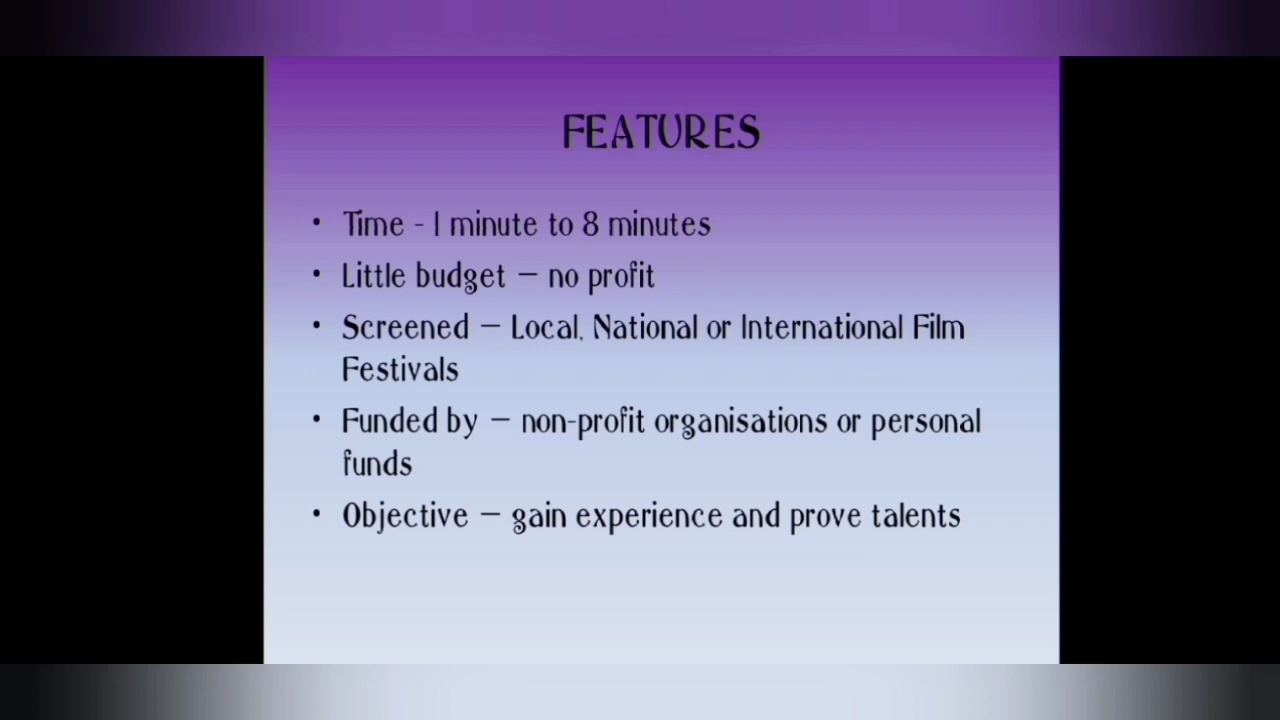 FEATURES
• Time - 1 minute to 8 minutes
• Little budget – no profit
• Screened – Local, National or International Film
Festivals
• Funded by – non-profit organisations or personal
funds
• Objective – gain experience and prove talents